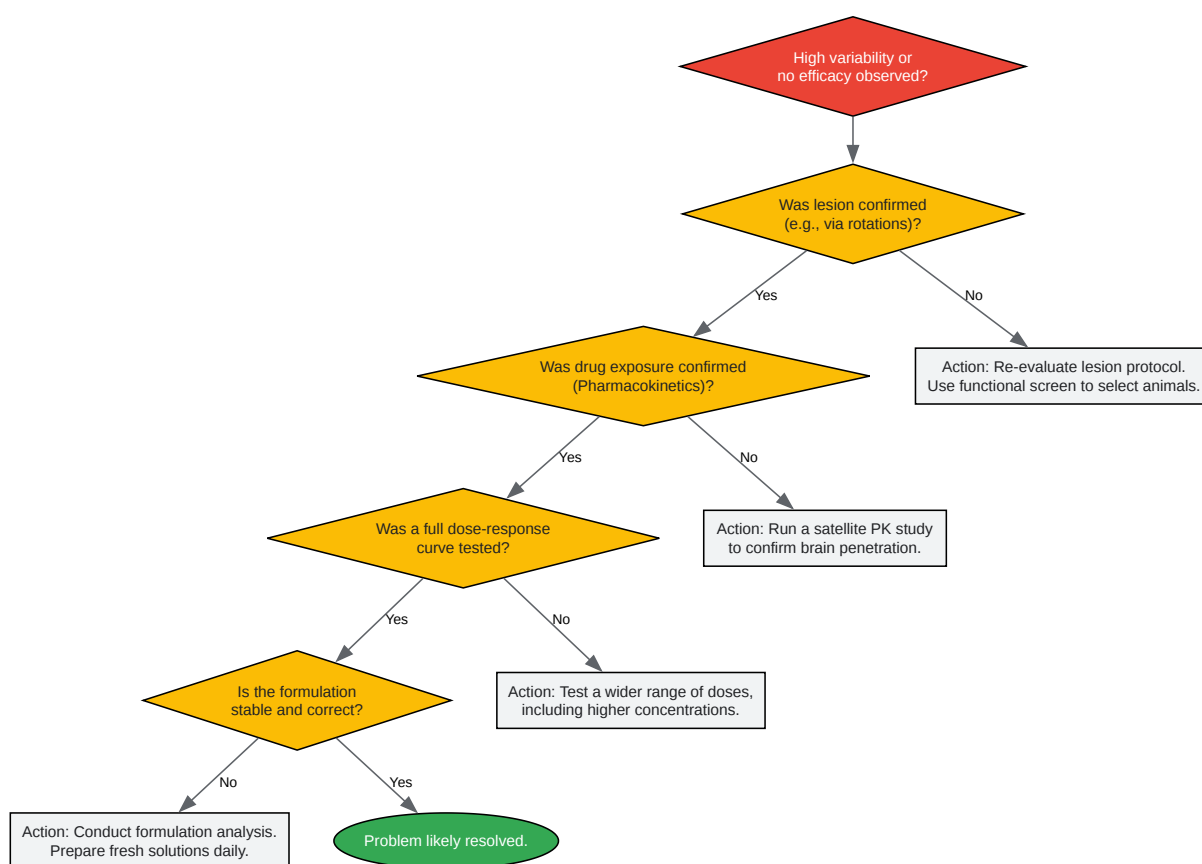 High variability or
no efficacy observed?
Was lesion confirmed
(e.g., via rotations)?
Yes
No
Was drug exposure confirmed
(Pharmacokinetics)?
Action: Re-evaluate lesion protocol.
Use functional screen to select animals.
Yes
No
Was a full dose-response
curve tested?
Action: Run a satellite PK study
to confirm brain penetration.
Yes
No
Is the formulation
stable and correct?
Action: Test a wider range of doses,
including higher concentrations.
No
Yes
Action: Conduct formulation analysis.
Prepare fresh solutions daily.
Problem likely resolved.